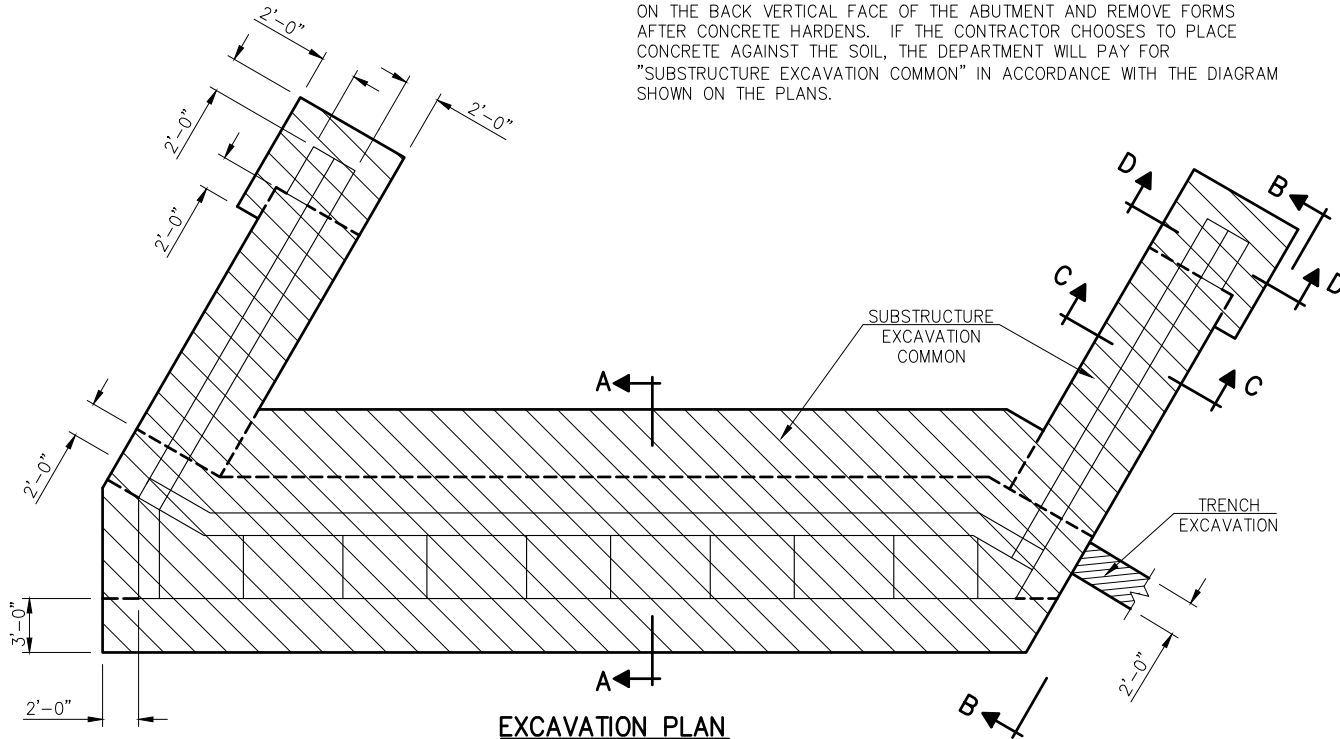 ON THE BACK VERTICAL FACE OF THE ABUTMENT AND REMOVE FORMS
AFTER CONCRETE HARDENS. IF THE CONTRACTOR CHOOSES TO PLACE
CONCRETE AGAINST THE SOIL, THE DEPARTMENT WILL PAY FOR
"SUBSTRUCTURE EXCAVATION COMMON" IN ACCORDANCE WITH THE DIAGRAM
SHOWN ON THE PLANS.
2'-0"
2'-0"
2'-0"
2'-0"
D
B
D
C
SUBSTRUCTURE
EXCAVATION
COMMON
C
A
2'-0"
TRENCH
EXCAVATION
3'-0"
2'-0"
A
2'-0"
B
EXCAVATION PLAN